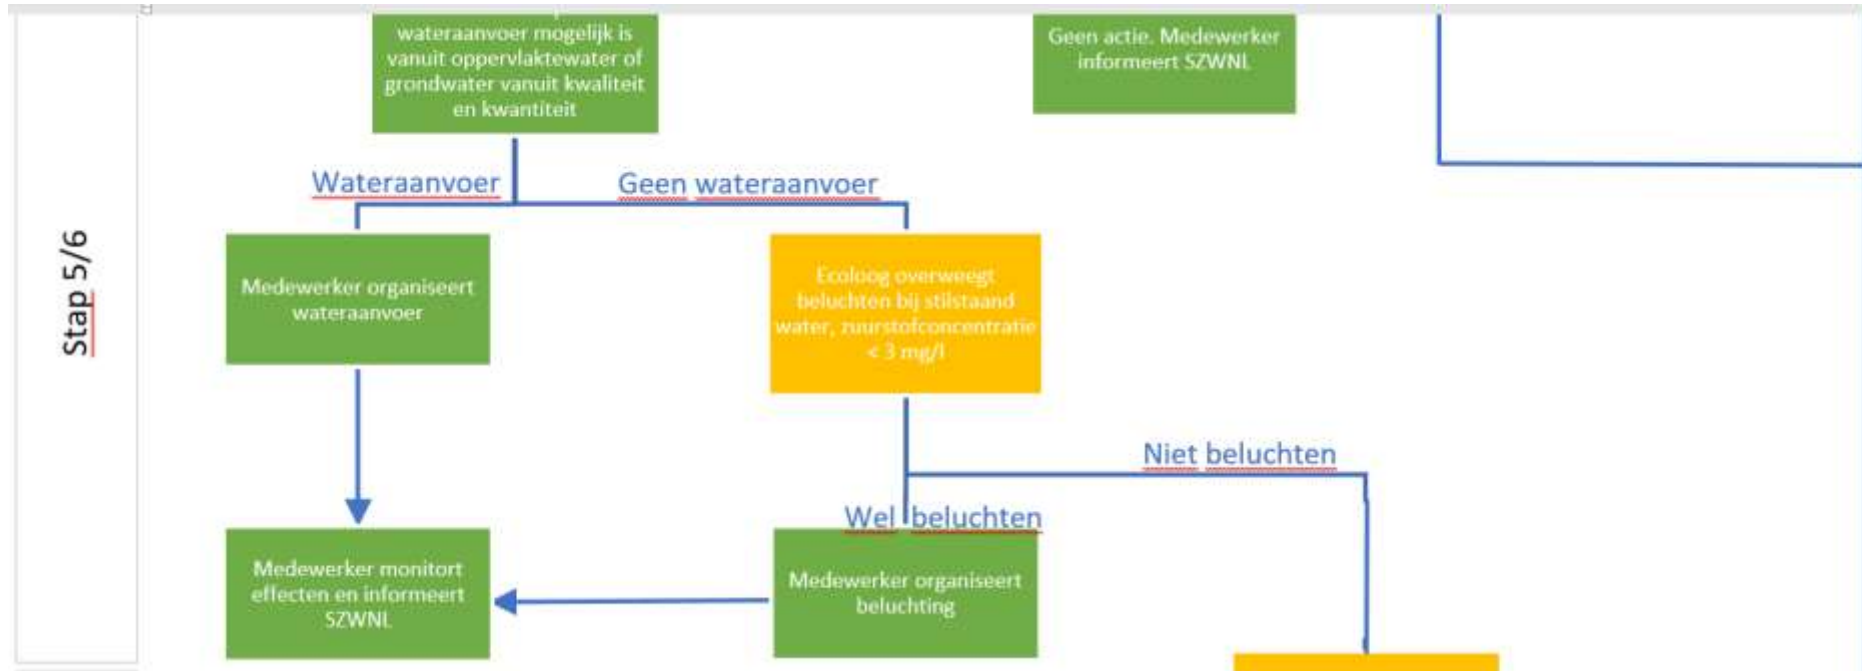 wateraanvoer mogelijk is
vanuit oppervlaktewater of
grondwater vanuit kwaliteit
en kwantiteit
Geen actie. Medewerker
informeert SZWNL
Wateraanvoer
Geen wateraanvoer
Stap 5/6
Medewerker organiseert
wateraanvoer
Ecoloog overweegt
beluchten bij stilstaand
water, zuurstofconcentratie
< 3 mg/l
Niet beluchten
Wel beluchten
Medewerker monitort
effecten en informeert
SZWNL
Medewerker organiseert
beluchting